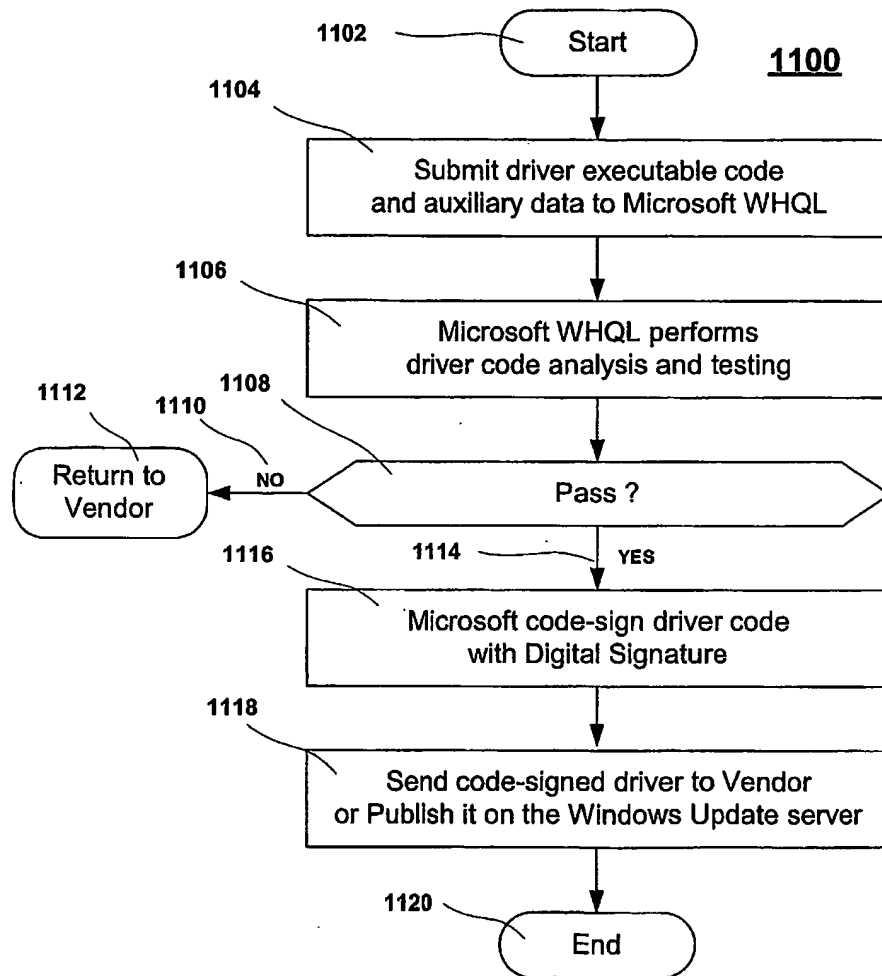 1102
Start
1100
1104
Submit driver executable code
and auxiliary data to Microsoft WHQL
1106
Microsoft WHQL performs
driver code analysis and testing
1108
1110
1112
Return to
Vendor
NO
Pass ?
1114
YES
1116
Microsoft code-sign driver code
with Digital Signature
1118
Send code-signed driver to Vendor
or Publish it on the Windows Update server
1120
End